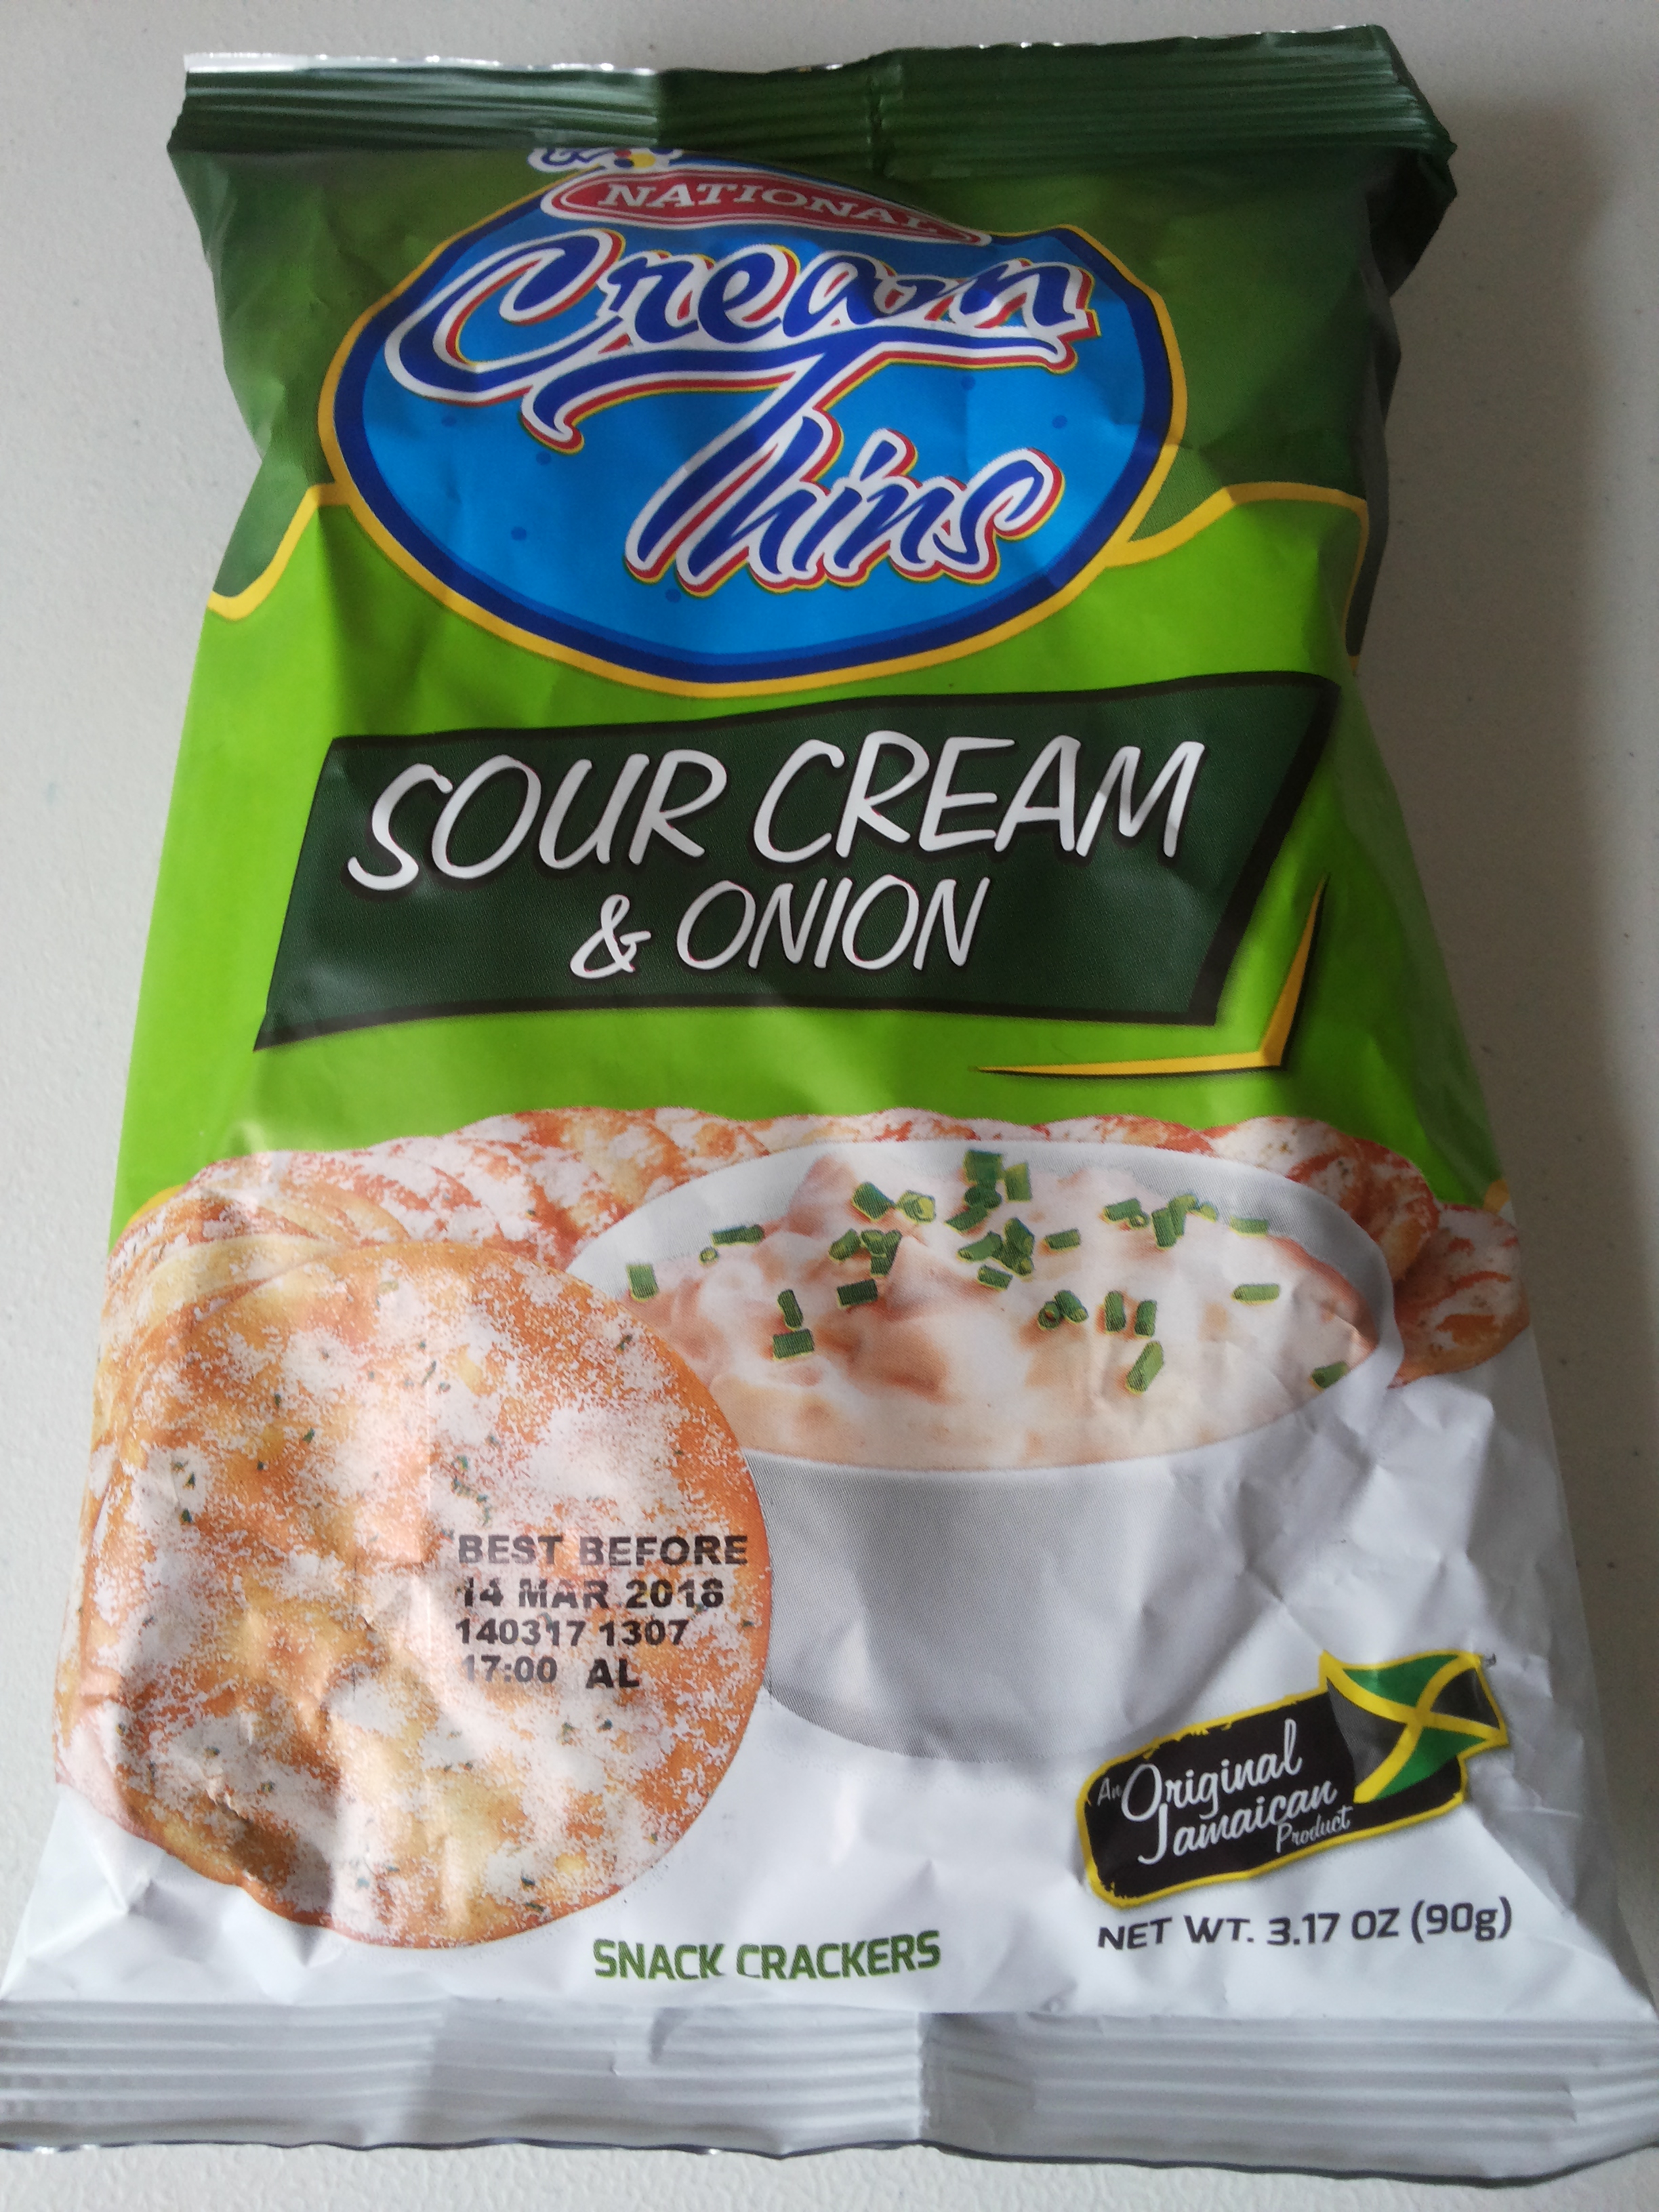 NATIONAL
Cream
Thins
SOUR CREAM
& ONION
BEST BEFORE
14 MAR 2018
140317 1307
17:00 AL
An Original
Jamaican
Product
NET WT. 3.17 OZ (90g)
SNACK CRACKERS